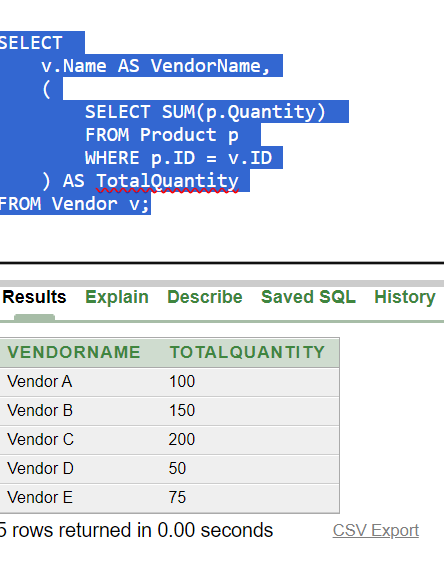 SELECT
v.Name AS VendorName,
(
SELECT SUM(p.Quantity)
FROM Product p
WHERE p.ID = v.ID
) AS TotalQuantity
FROM Vendor v;
Results Explain Describe Saved SQL History
VENDORNAME TOTALQUANTITY
Vendor A 100
Vendor B 150
Vendor C 200
Vendor D 50
Vendor E 75
5 rows returned in 0.00 seconds CSV Export